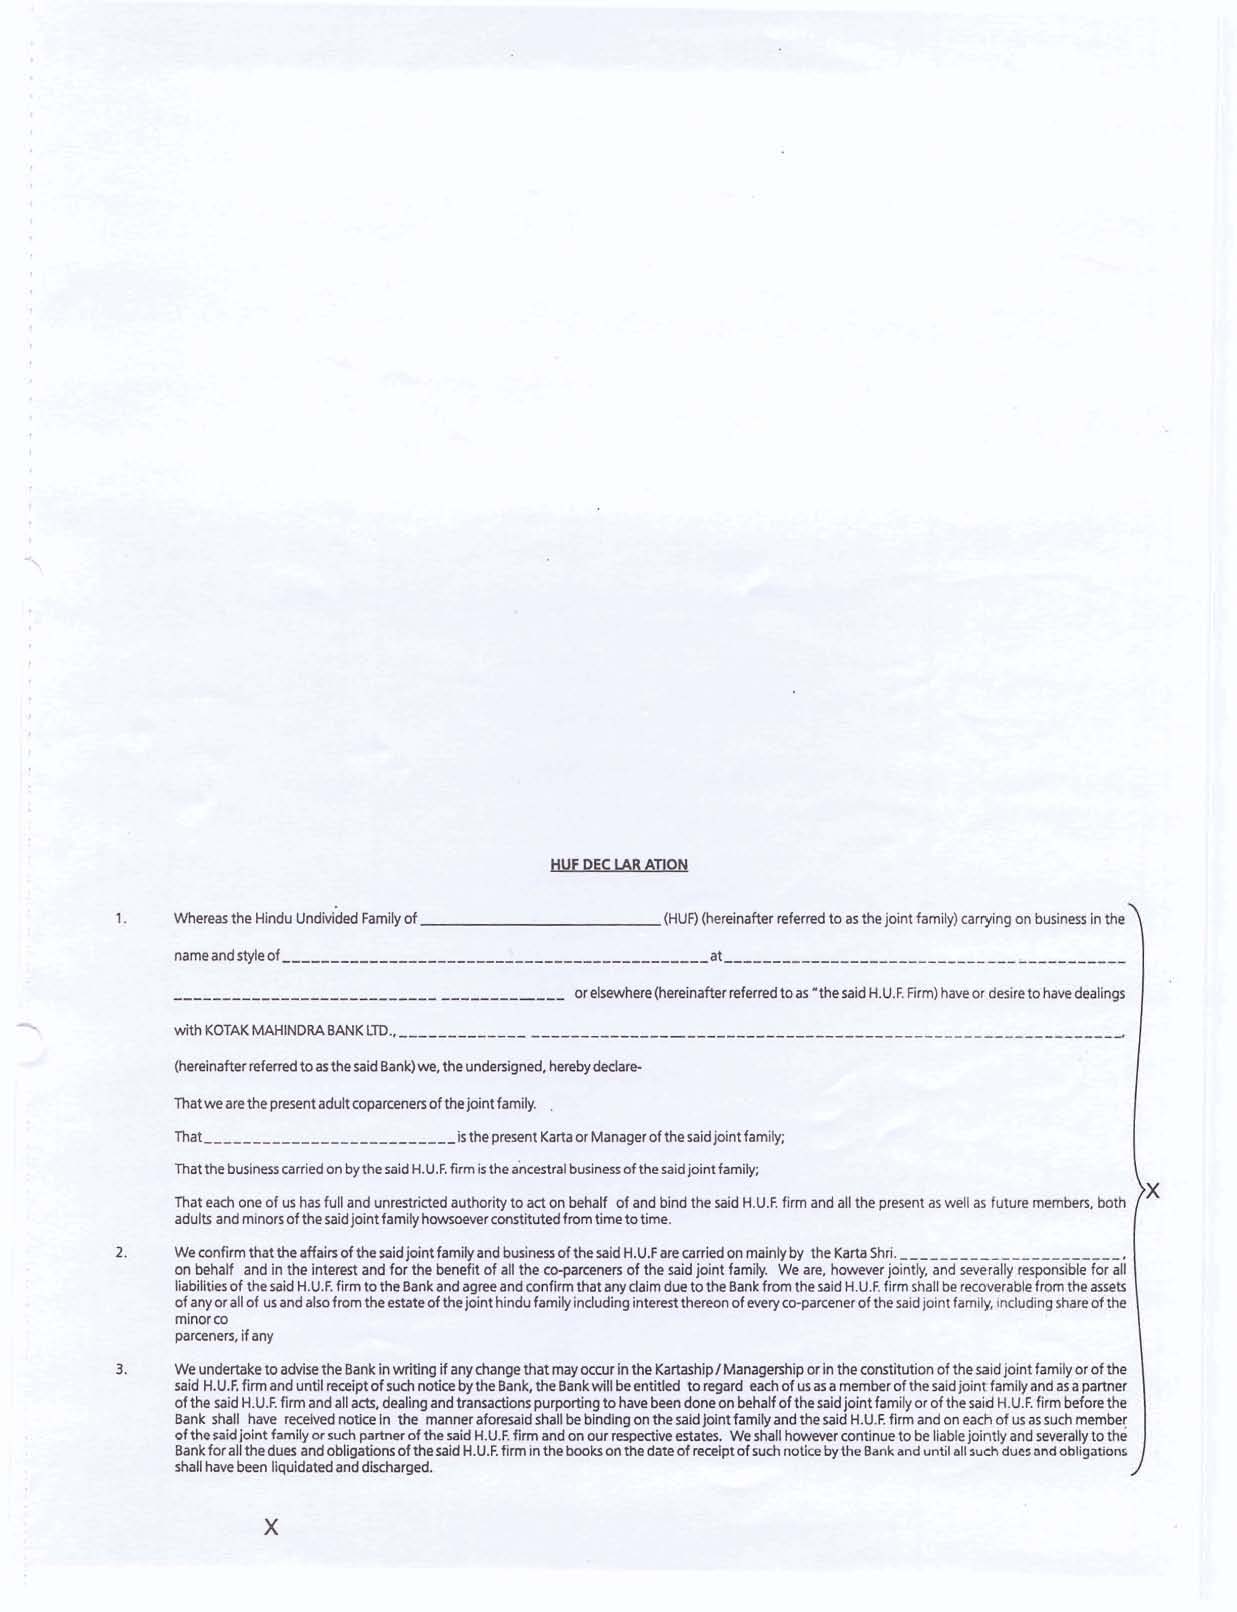 HUF DEC LAR ATION
1. Whereas the Hindu Undivided Family of _________________________ (HUF) (hereinafter referred to as the joint family) carrying on business in the
name and style of ____________________________________________ at __________________________________________
___________________________ _____________ or elsewhere (hereinafter referred to as "the said H.U.F. Firm) have or desire to have dealings
with KOTAK MAHINDRA BANK LTD., _____________ _____________________________________________________________,
(hereinafter referred to as the said Bank) we, the undersigned, hereby declare-
That we are the present adult coparceners of the joint family.
That __________________________ is the present Karta or Manager of the said joint family;
That the business carried on by the said H.U.F. firm is the ancestral business of the said joint family;
X
That each one of us has full and unrestricted authority to act on behalf of and bind the said H.U.F. firm and all the present as well as future members, both
adults and minors of the said joint family howsoever constituted from time to time.
2. We confirm that the affairs of the said joint family and business of the said H.U.F are carried on mainly by the Karta Shri. _______________________,
on behalf and in the interest and for the benefit of all the co-parceners of the said joint family. We are, however jointly, and severally responsible for all
liabilities of the said H.U.F. firm to the Bank and agree and confirm that any claim due to the Bank from the said H.U.F. firm shall be recoverable from the assets
of any or all of us and also from the estate of the joint hindu family including interest thereon of every co-parcener of the said joint family, including share of the
minor co
parceners, if any
3. We undertake to advise the Bank in writing if any change that may occur in the Kartaship / Managership or in the constitution of the said joint family or of the
said H.U.F. firm and until receipt of such notice by the Bank, the Bank will be entitled to regard each of us as a member of the said joint family and as a partner
of the said H.U.F. firm and all acts, dealing and transactions purporting to have been done on behalf of the said joint family or of the said H.U.F. firm before the
Bank shall have received notice in the manner aforesaid shall be binding on the said joint family and the said H.U.F. firm and on each of us as such member
of the said joint family or such partner of the said H.U.F. firm and on our respective estates. We shall however continue to be liable jointly and severally to the
Bank for all the dues and obligations of the said H.U.F. firm in the books on the date of receipt of such notice by the Bank and until all such dues and obligations
shall have been liquidated and discharged.
X